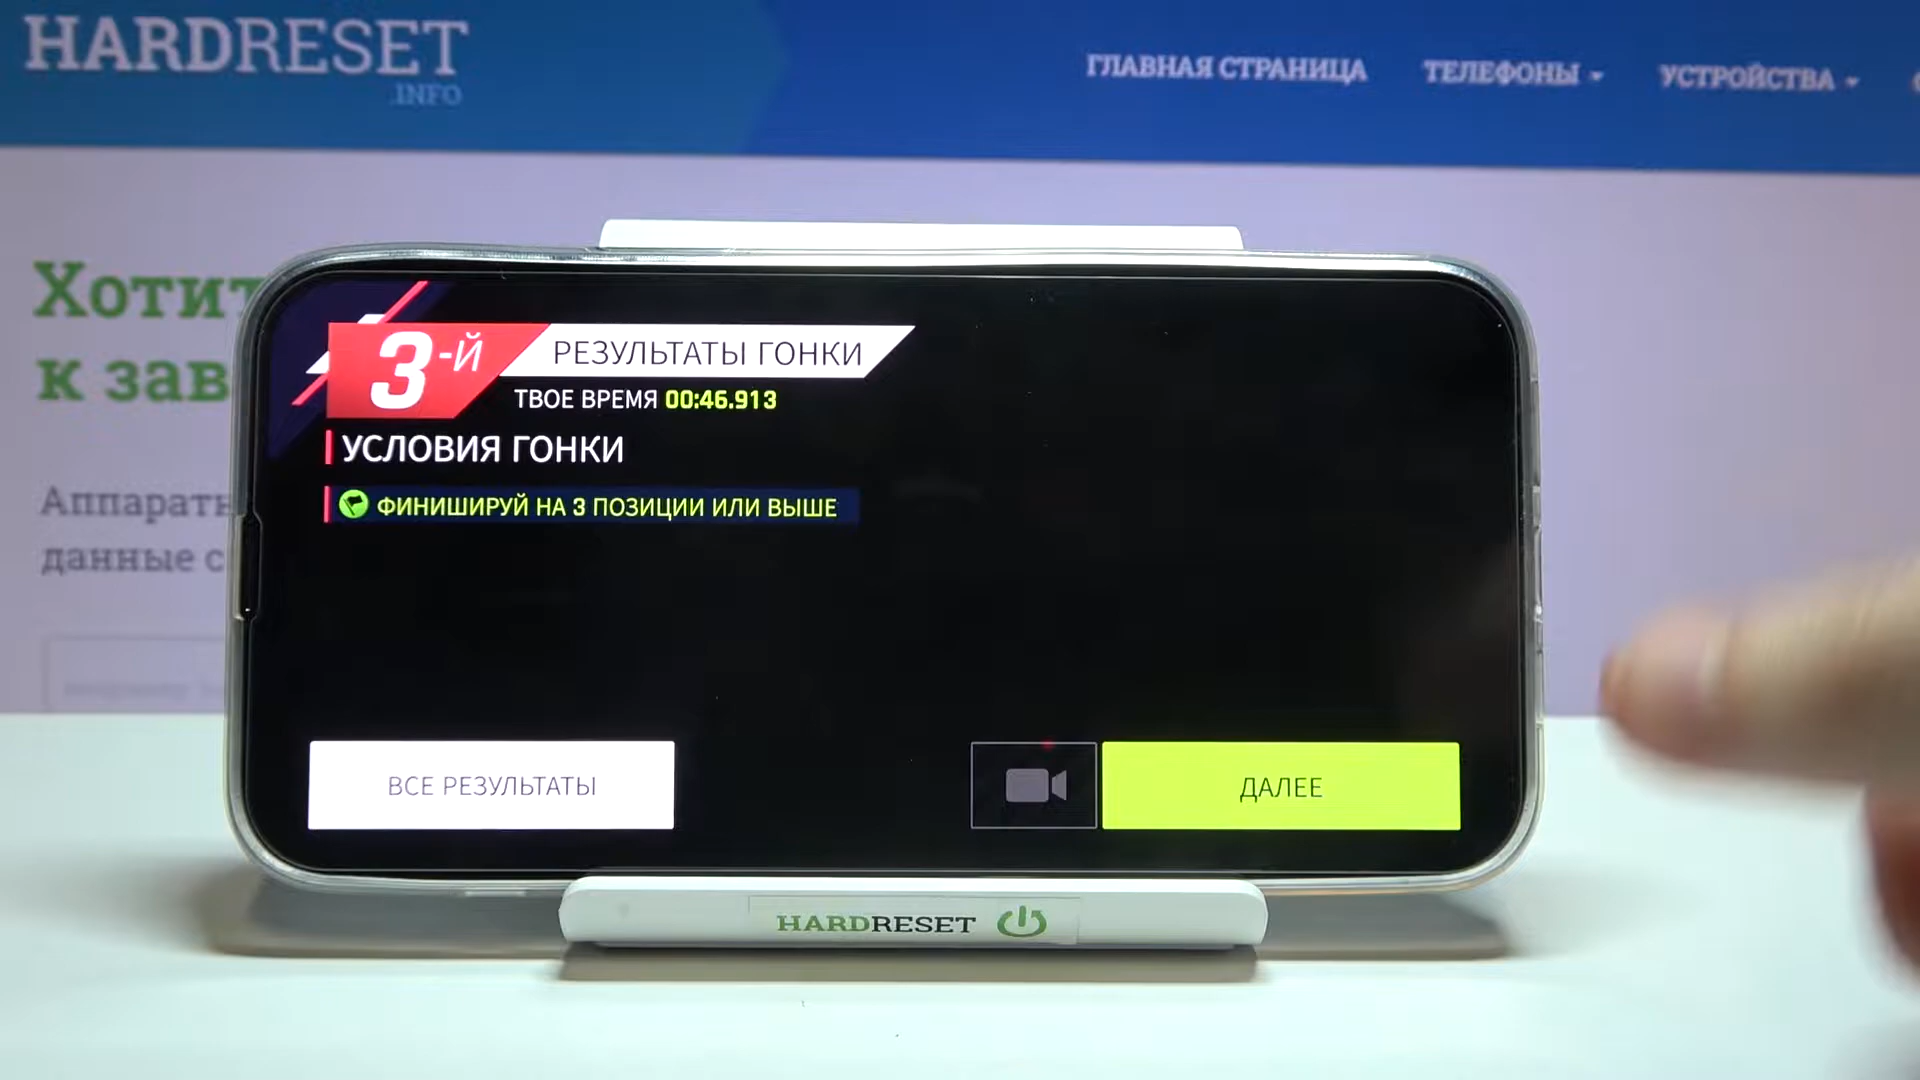 HARDRESET
.INFO
ГЛАВНАЯ СТРАНИЦА
ТЕЛЕФОНЫ
УСТРОЙСТВА
Хотит
к зав
Аппаратн
данные с
3-Й
РЕЗУЛЬТАТЫ ГОНКИ
ТВОЕ ВРЕМЯ 00:46.913
УСЛОВИЯ ГОНКИ
ФИНИШИРУЙ НА 3 ПОЗИЦИИ ИЛИ ВЫШЕ
ВСЕ РЕЗУЛЬТАТЫ
ДАЛЕЕ
HARDRESET